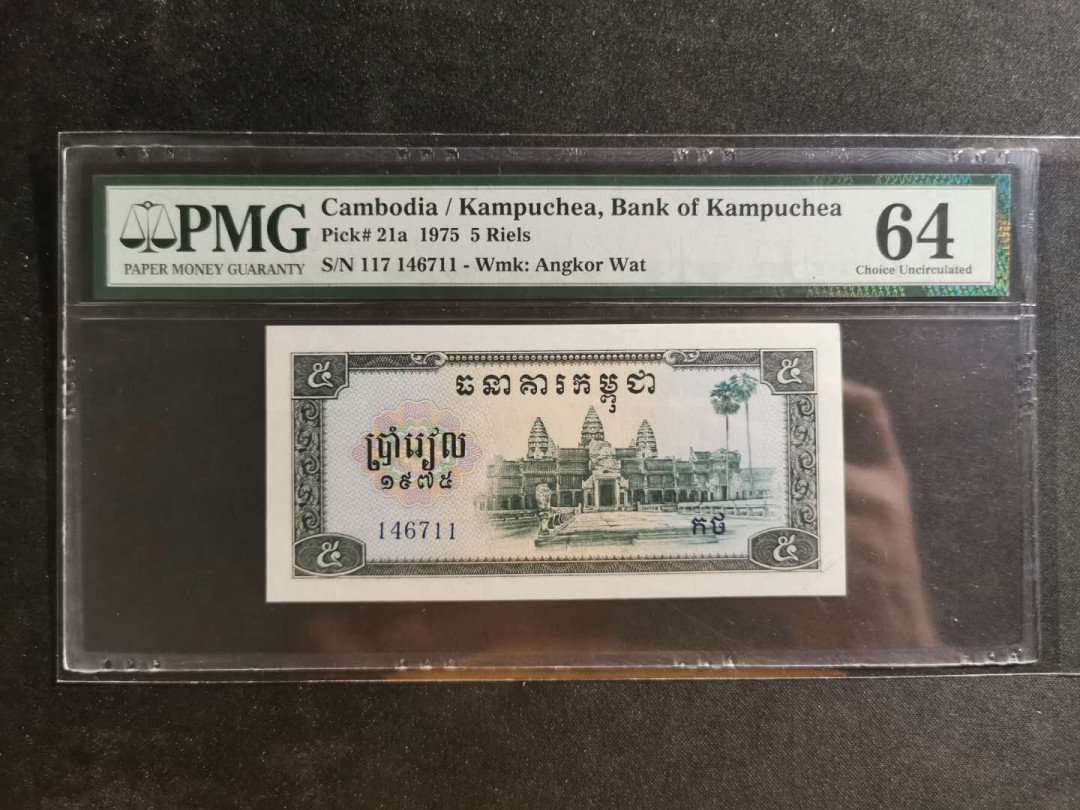 PMG
PAPER MONEY GUARANTY
Cambodia / Kampuchea, Bank of Kampuchea
Pick# 21a 1975 5 Riels
S/N 117 146711 - Wmk: Angkor Wat
64
Choice Uncirculated
៥ ៥
ធនាគារកម្ពុជា
ប្រាំរៀល
១៩៧៥
146711
កថ
៥ ៥